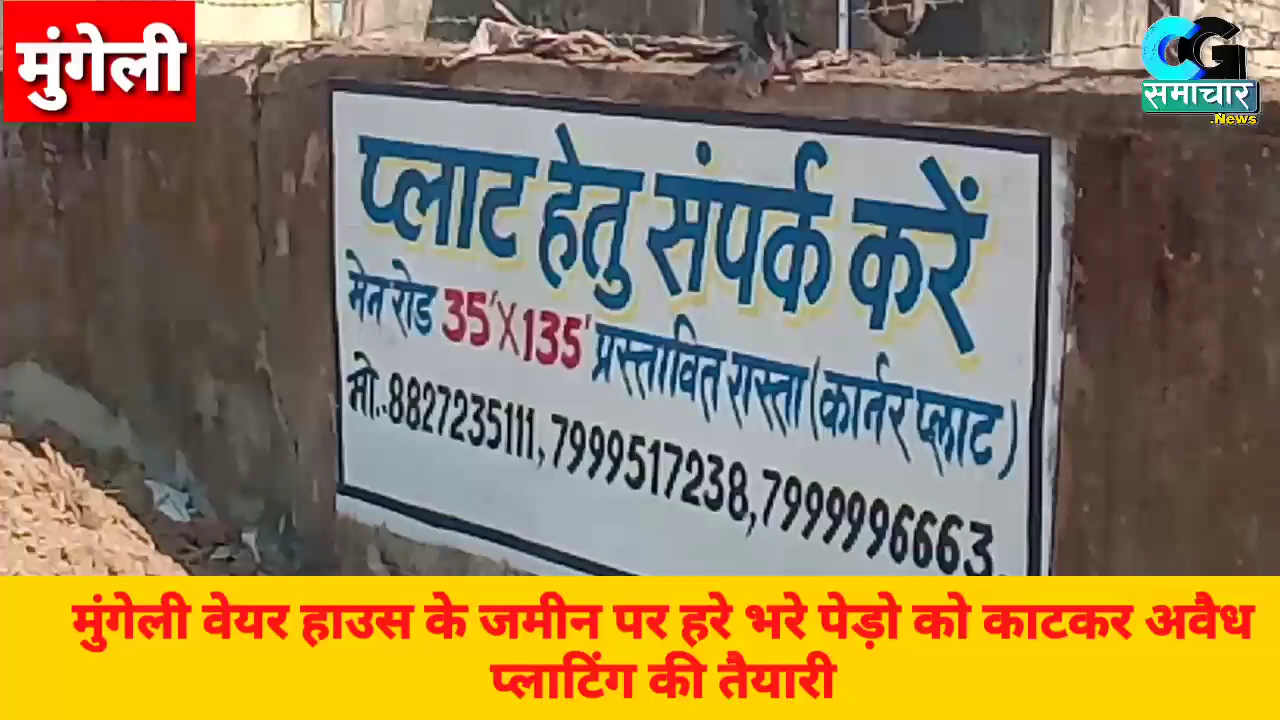 मुंगेली
CG
समाचार
.News
प्लाट हेतु संपर्क करें
मेन रोड 35'X135' प्रस्तावित रास्ता (कार्नर प्लाट)
मो.-8827235111, 7999517238, 7999996663
मुंगेली वेयर हाउस के जमीन पर हरे भरे पेड़ो को काटकर अवैध
प्लाटिंग की तैयारी